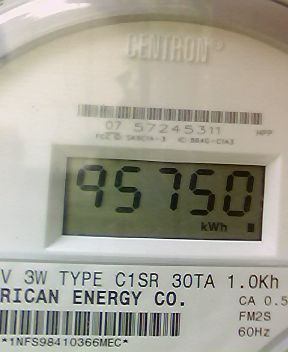 CENTRON®
07 57245311 HPP
95750
kWh
V 3W TYPE C1SR 30TA 1.0Kh
RICAN ENERGY CO. CA 0.5
FM2S
60Hz
*1NFS98410366MEC*